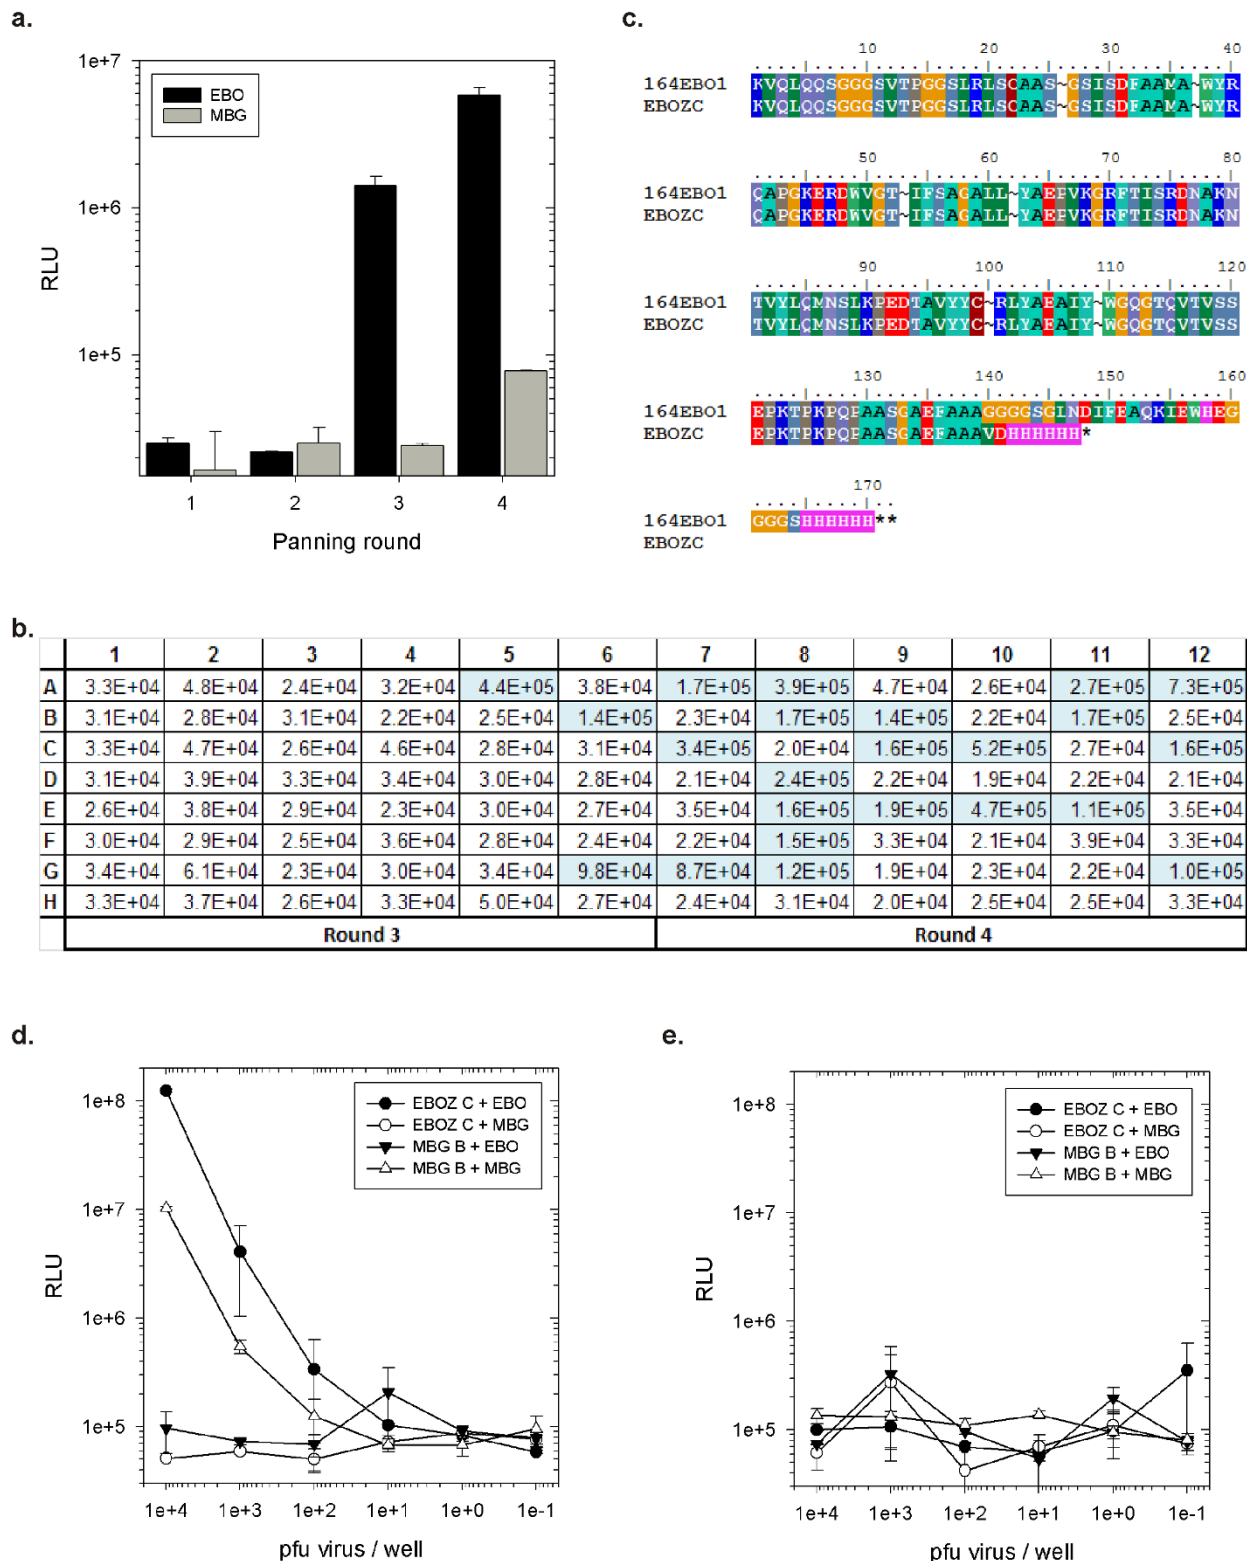 a.
1e+7
1e+6
1e+5
RLU
EBO
MBG
1 2 3 4
Panning round
c.
10 20 30 40
164EBO1 KVQLQQSGGGSVTPGGSLRLSCAAS~GSISDFAAMA~WYR
EBOZC KVQLQQSGGGSVTPGGSLRLSCAAS~GSISDFAAMA~WYR
50 60 70 80
164EBO1 QAPGKERDWVGT~IFSAGALL~YAEPVKGRFTISRDNAKN
EBOZC QAPGKERDWVGT~IFSAGALL~YAEPVKGRFTISRDNAKN
90 100 110 120
164EBO1 TVYLQMNSLKPEDTAVYYC~RLYAEAIY~WGQGTQVTVSS
EBOZC TVYLQMNSLKPEDTAVYYC~RLYAEAIY~WGQGTQVTVSS
130 140 150 160
164EBO1 EPKTPKPQPAASGAEFAAAGGGGSGINDIFEAQKIEWHEG
EBOZC EPKTPKPQPAASGAEFAAAVDHHHHHH*
170
164EBO1 GGGSHHHHHH**
EBOZC
b.
1 2 3 4 5 6 7 8 9 10 11 12
A 3.3E+04 4.8E+04 2.4E+04 3.2E+04 4.4E+05 3.8E+04 1.7E+05 3.9E+05 4.7E+04 2.6E+04 2.7E+05 7.3E+05
B 3.1E+04 2.8E+04 3.1E+04 2.2E+04 2.5E+04 1.4E+05 2.3E+04 1.7E+05 1.4E+05 2.2E+04 1.7E+05 2.5E+04
C 3.3E+04 4.7E+04 2.6E+04 4.6E+04 2.8E+04 3.1E+04 3.4E+05 2.0E+04 1.6E+05 5.2E+05 2.7E+04 1.6E+05
D 3.1E+04 3.9E+04 3.3E+04 3.4E+04 3.0E+04 2.8E+04 2.1E+04 2.4E+05 2.2E+04 1.9E+04 2.2E+04 2.1E+04
E 2.6E+04 3.8E+04 2.9E+04 2.3E+04 3.0E+04 2.7E+04 3.5E+04 1.6E+05 1.9E+05 4.7E+05 1.1E+05 3.5E+04
F 3.0E+04 2.9E+04 2.5E+04 3.6E+04 2.8E+04 2.4E+04 2.2E+04 1.5E+05 3.3E+04 2.1E+04 3.9E+04 3.3E+04
G 3.4E+04 6.1E+04 2.3E+04 3.0E+04 3.4E+04 9.8E+04 8.7E+04 1.2E+05 1.9E+04 2.3E+04 2.2E+04 1.0E+05
H 3.3E+04 3.7E+04 2.6E+04 3.3E+04 5.0E+04 2.7E+04 2.4E+04 3.1E+04 2.0E+04 2.5E+04 2.5E+04 3.3E+04
Round 3 Round 4
d.
1e+8
1e+7
1e+6
1e+5
RLU
EBOZ C + EBO
EBOZ C + MBG
MBG B + EBO
MBG B + MBG
1e+4 1e+3 1e+2 1e+1 1e+0 1e-1
pfu virus / well
e.
1e+8
1e+7
1e+6
1e+5
RLU
EBOZ C + EBO
EBOZ C + MBG
MBG B + EBO
MBG B + MBG
1e+4 1e+3 1e+2 1e+1 1e+0 1e-1
pfu virus / well